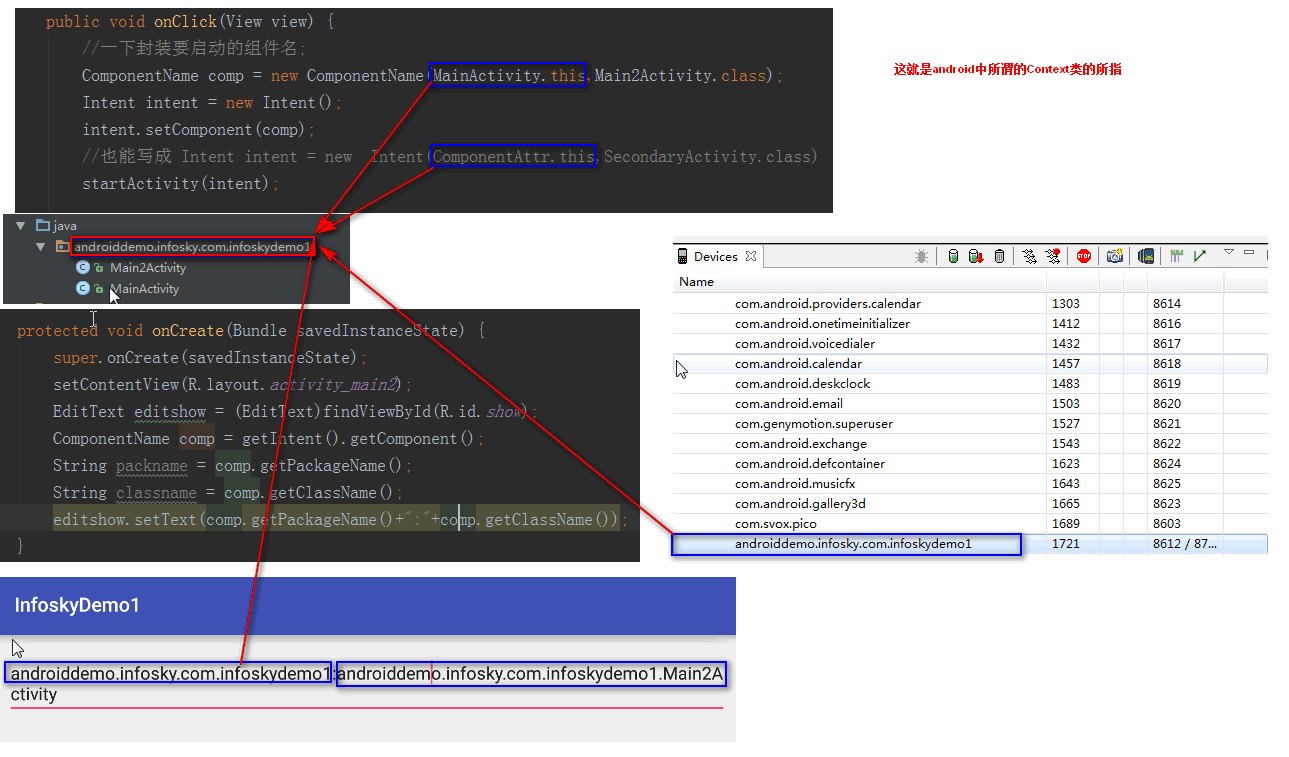 public void onClick(View view) {
//一下封装要启动的组件名;
ComponentName comp = new ComponentName(MainActivity.this,Main2Activity.class);
Intent intent = new Intent();
intent.setComponent(comp);
//也能写成 Intent intent = new Intent(ComponentAttr.this,SecondaryActivity.class)
startActivity(intent);
这就是android中所谓的Context类的所指
java
androiddemo.infosky.com.infoskydemo1
Main2Activity
MainActivity
protected void onCreate(Bundle savedInstanceState) {
super.onCreate(savedInstanceState);
setContentView(R.layout.activity_main2);
EditText editshow = (EditText)findViewById(R.id.show);
ComponentName comp = getIntent().getComponent();
String packname = comp.getPackageName();
String classname = comp.getClassName();
editshow.setText(comp.getPackageName()+":"+comp.getClassName());
}
Devices
STOP
Name
com.android.providers.calendar 1303 8614
com.android.onetimeinitializer 1412 8616
com.android.voicedialer 1432 8617
com.android.calendar 1457 8618
com.android.deskclock 1483 8619
com.android.email 1503 8620
com.genymotion.superuser 1527 8621
com.android.exchange 1543 8622
com.android.defcontainer 1623 8624
com.android.musicfx 1643 8625
com.android.gallery3d 1665 8623
com.svox.pico 1689 8603
androiddemo.infosky.com.infoskydemo1 1721 8612 / 87...
InfoskyDemo1
androiddemo.infosky.com.infoskydemo1:androiddemo.infosky.com.infoskydemo1.Main2A
ctivity